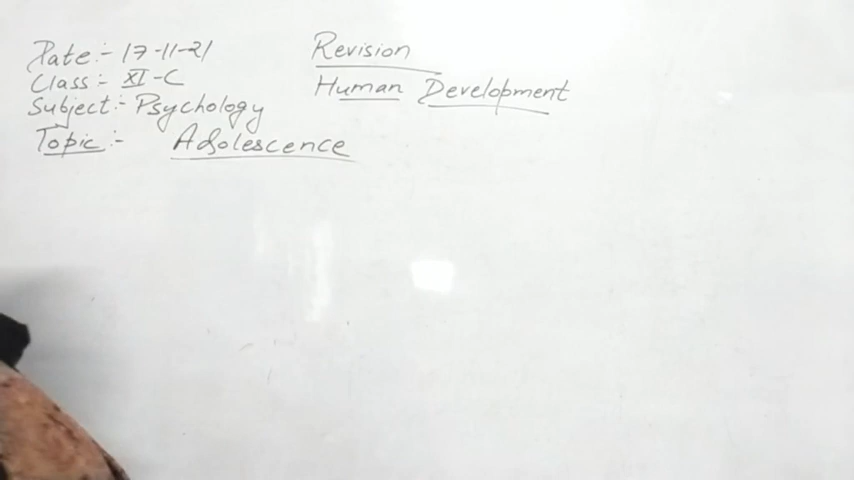 Date:- 17-11-21
Class:- XI-C
Subject:- Psychology
Topic:- Adolescence
Revision
Human Development